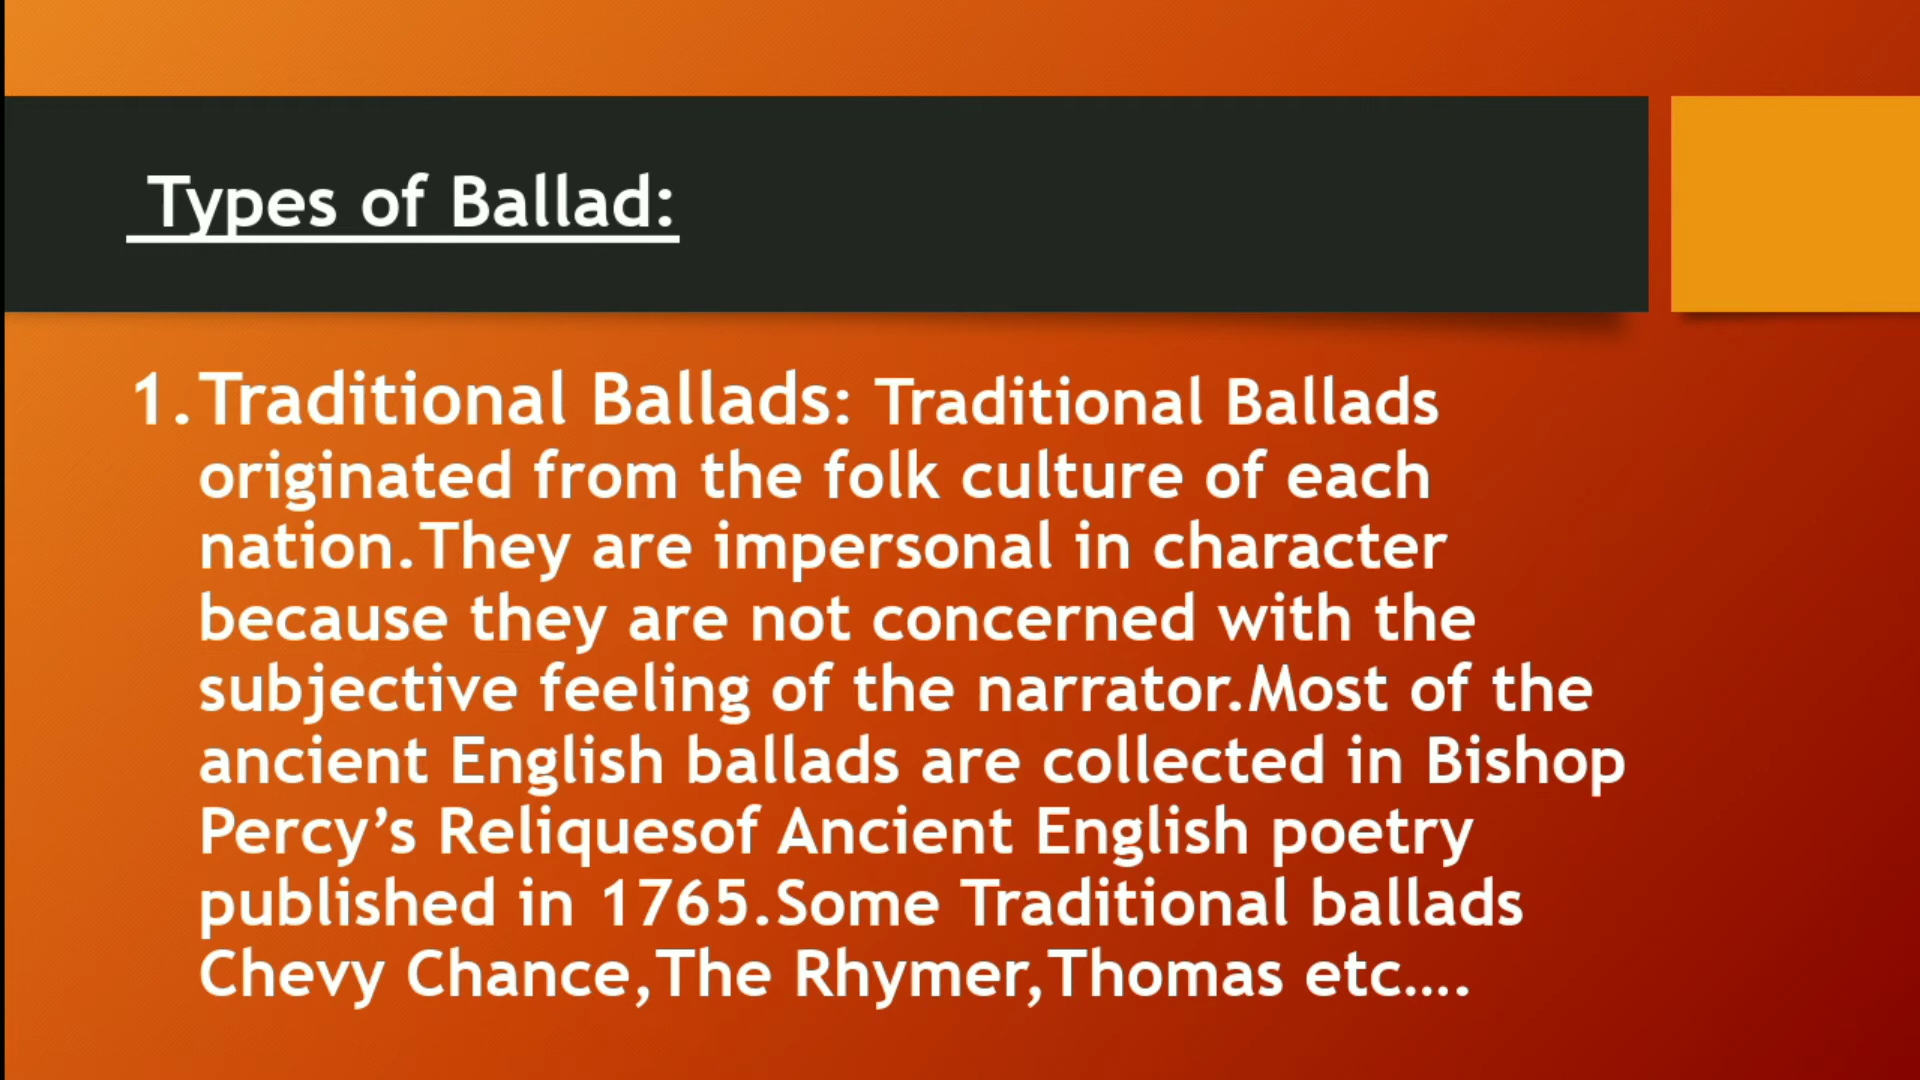 Types of Ballad:
1.Traditional Ballads: Traditional Ballads
originated from the folk culture of each
nation.They are impersonal in character
because they are not concerned with the
subjective feeling of the narrator.Most of the
ancient English ballads are collected in Bishop
Percy’s Reliquesof Ancient English poetry
published in 1765.Some Traditional ballads
Chevy Chance,The Rhymer,Thomas etc....